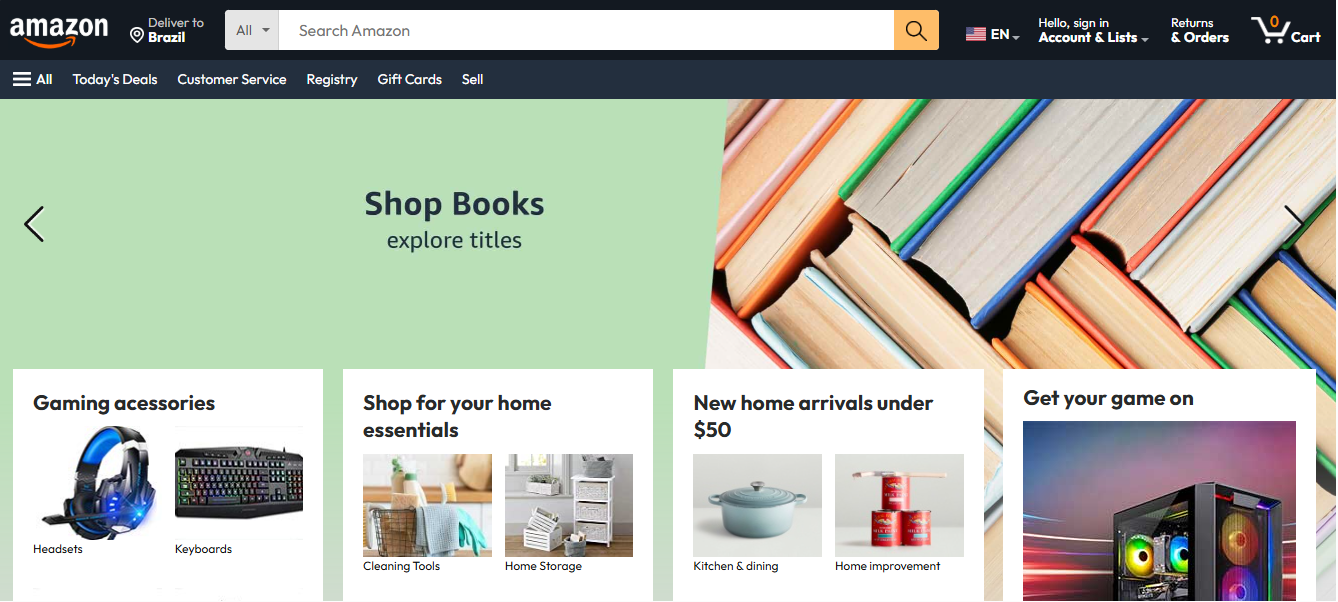 amazon
Deliver to
Brazil
All
Search Amazon
EN
Hello, sign in
Account & Lists
Returns
& Orders
0
Cart
All
Today's Deals
Customer Service
Registry
Gift Cards
Sell
Shop Books
explore titles
Gaming acessories
Headsets
Keyboards
Shop for your home
essentials
Cleaning Tools
Home Storage
New home arrivals under
$50
Kitchen & dining
Home improvement
Get your game on